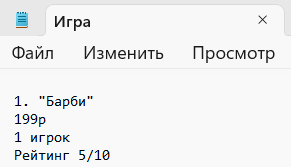 Игра
Файл Изменить Просмотр
1. "Барби"
199р
1 игрок
Рейтинг 5/10